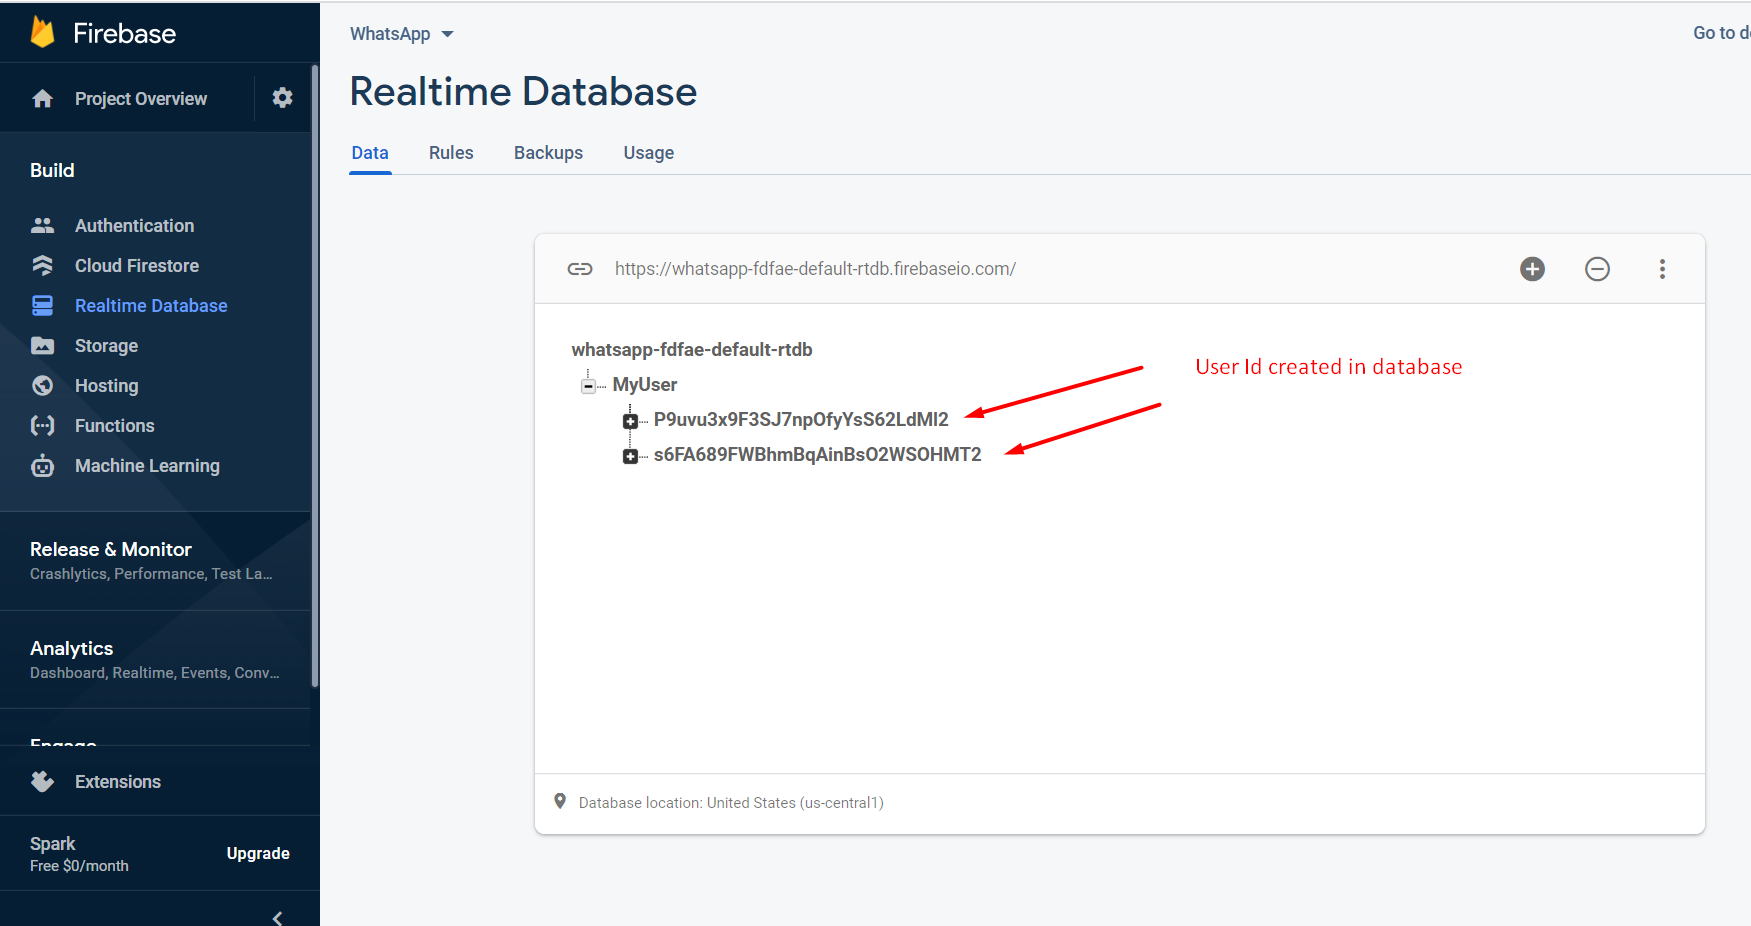 Firebase
Project Overview
Build
Authentication
Cloud Firestore
Realtime Database
Storage
Hosting
Functions
Machine Learning
Release & Monitor
Crashlytics, Performance, Test La...
Analytics
Dashboard, Realtime, Events, Conv...
Engage
Extensions
Spark
Free $0/month
Upgrade
WhatsApp
Go to d
Realtime Database
Data Rules Backups Usage
https://whatsapp-fdfae-default-rtdb.firebaseio.com/
whatsapp-fdfae-default-rtdb
MyUser
P9uvu3x9F3SJ7npOfyYsS62LdMI2
s6FA689FWBhmBqAinBsO2WSOHMT2
User Id created in database
Database location: United States (us-central1)